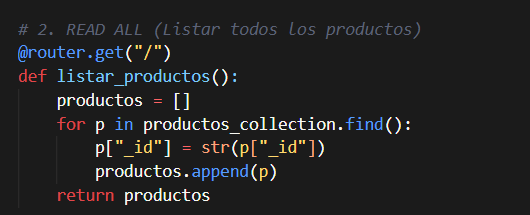 # 2. READ ALL (Listar todos los productos)
@router.get("/")
def listar_productos():
    productos = []
    for p in productos_collection.find():
        p["_id"] = str(p["_id"])
        productos.append(p)
    return productos